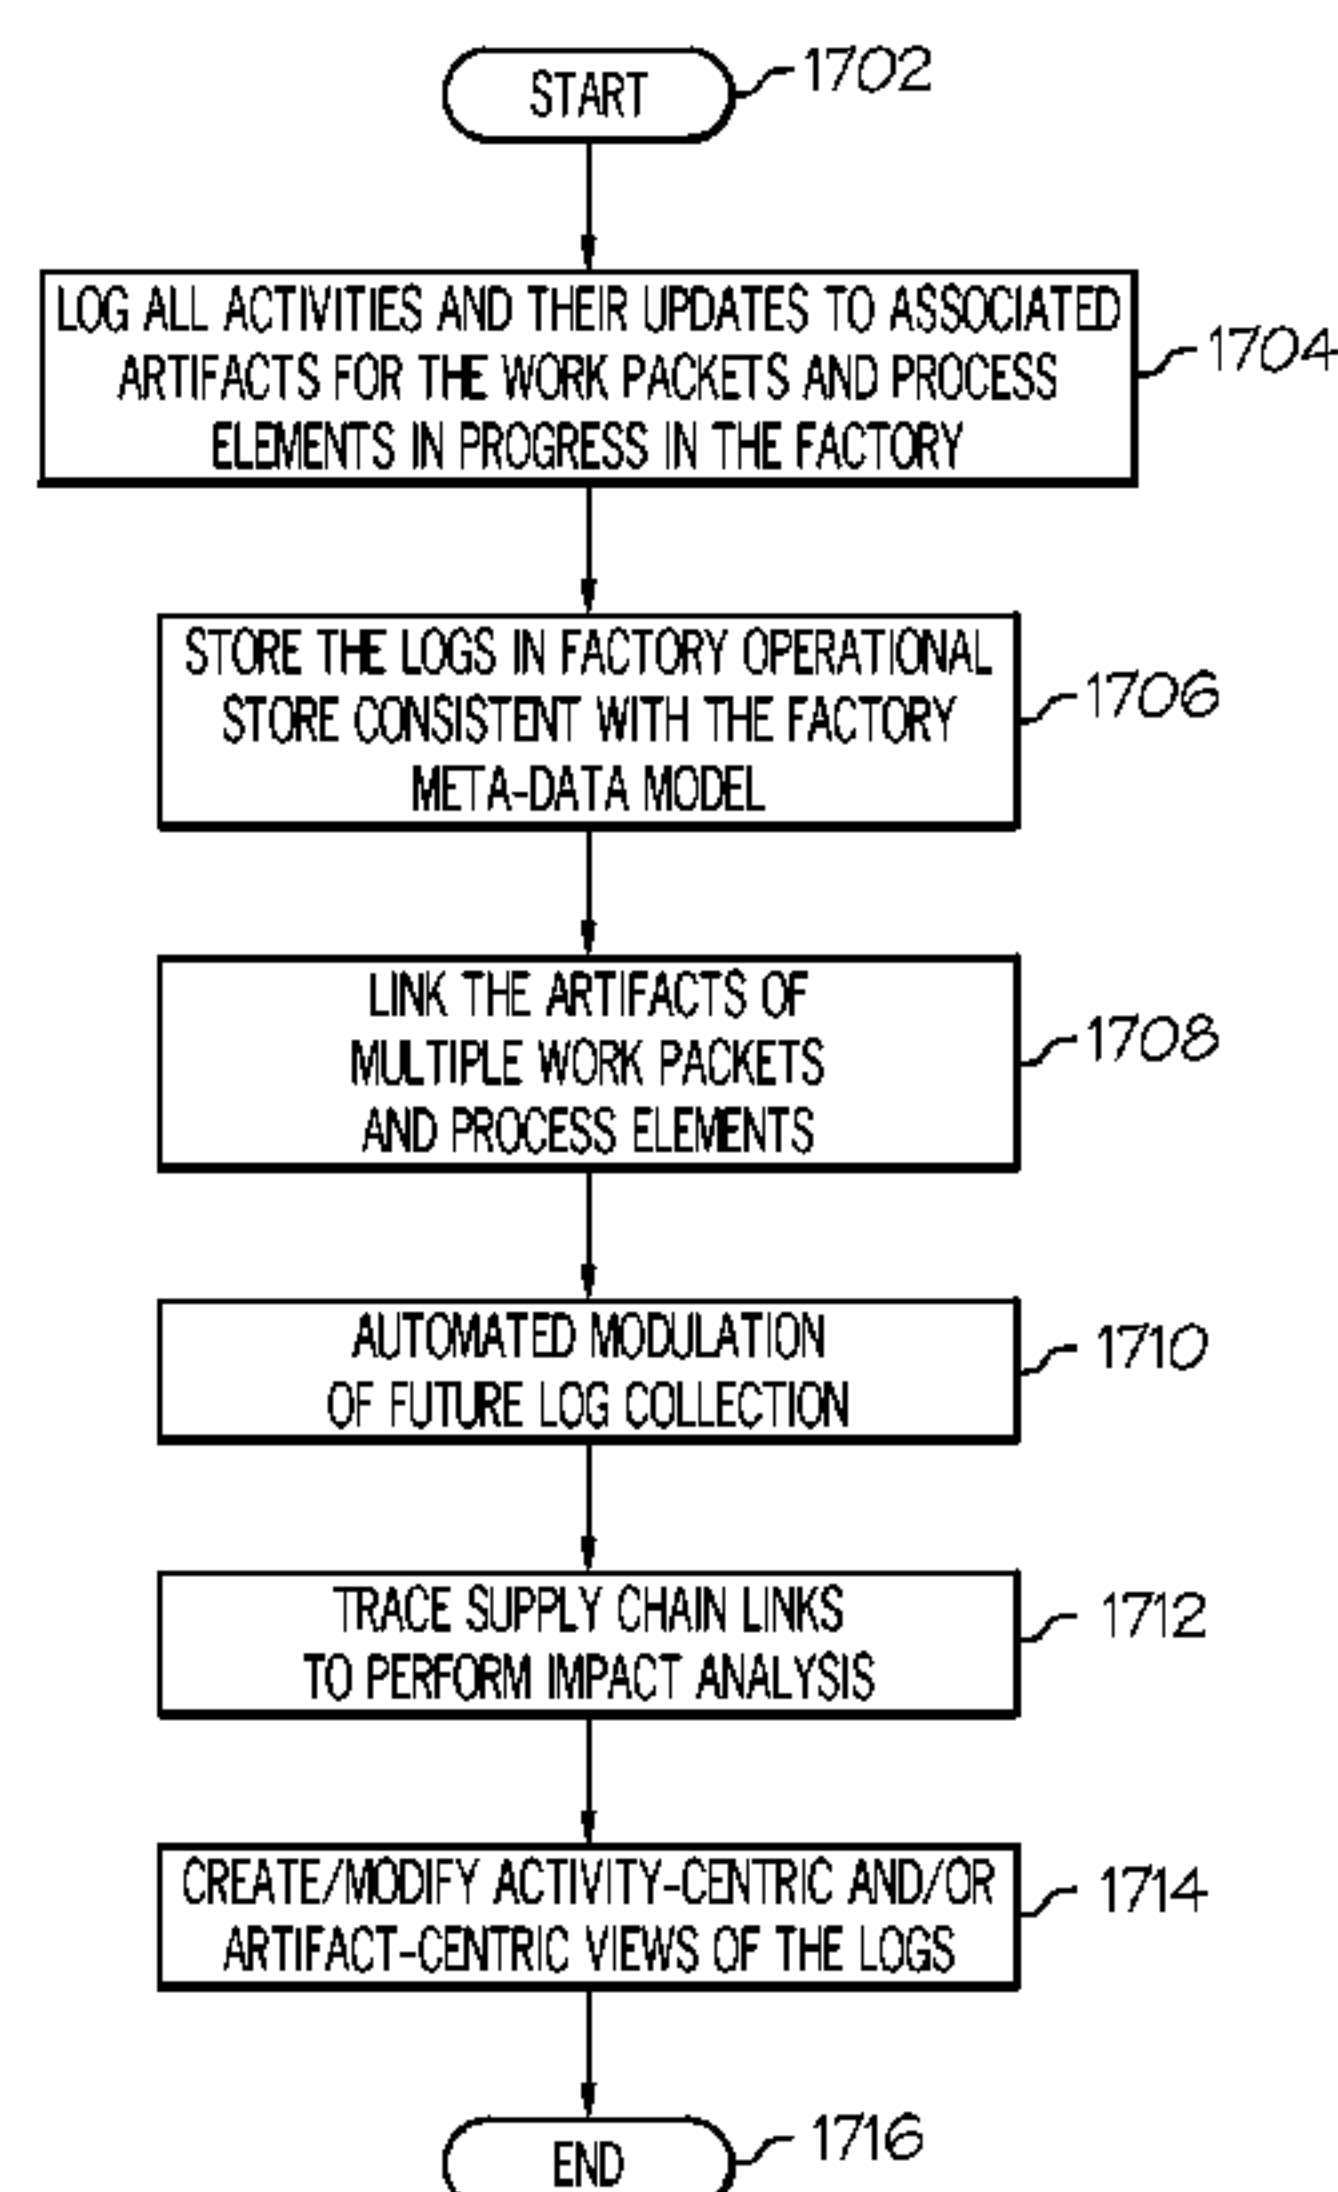 START
1702
LOG ALL ACTIVITIES AND THEIR UPDATES TO ASSOCIATED
ARTIFACTS FOR THE WORK PACKETS AND PROCESS
ELEMENTS IN PROGRESS IN THE FACTORY
1704
STORE THE LOGS IN FACTORY OPERATIONAL
STORE CONSISTENT WITH THE FACTORY
META-DATA MODEL
1706
LINK THE ARTIFACTS OF
MULTIPLE WORK PACKETS
AND PROCESS ELEMENTS
1708
AUTOMATED MODULATION
OF FUTURE LOG COLLECTION
1710
TRACE SUPPLY CHAIN LINKS
TO PERFORM IMPACT ANALYSIS
1712
CREATE/MODIFY ACTIVITY-CENTRIC AND/OR
ARTIFACT-CENTRIC VIEWS OF THE LOGS
1714
END
1716